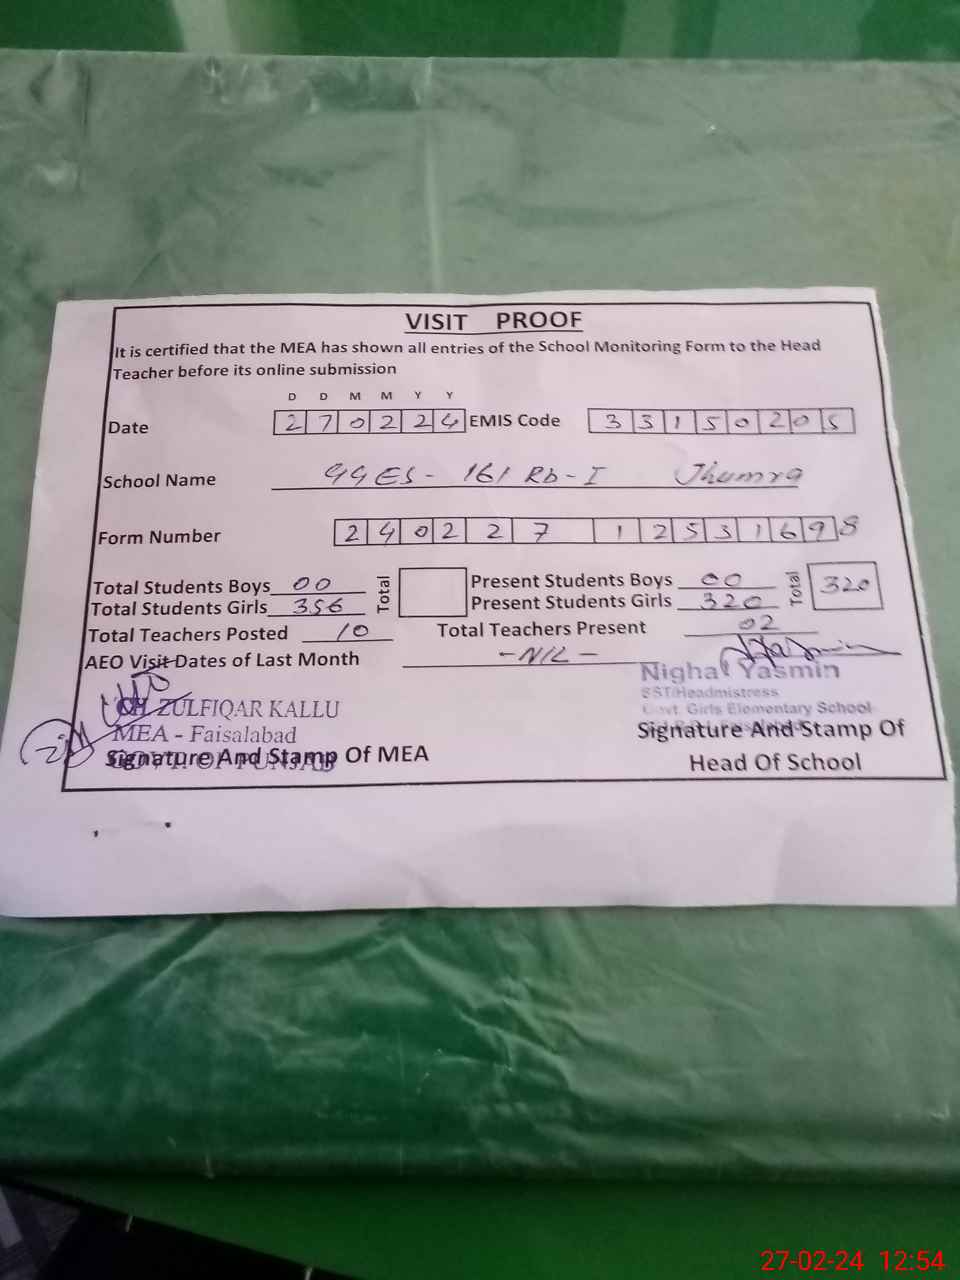 VISIT PROOF
It is certified that the MEA has shown all entries of the School Monitoring Form to the Head
Teacher before its online submission
D D M M Y Y
Date 2 7 0 2 2 4 EMIS Code 3 3 1 5 0 2 0 5
School Name GGES - 161 Rb - I Jhumra
Form Number 2 4 0 2 2 7 1 2 5 3 1 6 9 8
Total Students Boys 00 Total Present Students Boys 00 Total 320
Total Students Girls 356 Present Students Girls 320
Total Teachers Posted 10 Total Teachers Present 02
AEO Visit Dates of Last Month - NIL -
Nighat Yasmin
SST/Headmistress
Govt. Girls Elementary School
CH ZULFIQAR KALLU
MEA - Faisalabad
GOVT. OF PUNJAB
Signature And Stamp Of MEA
Signature And Stamp Of
Head Of School
27-02-24 12:54